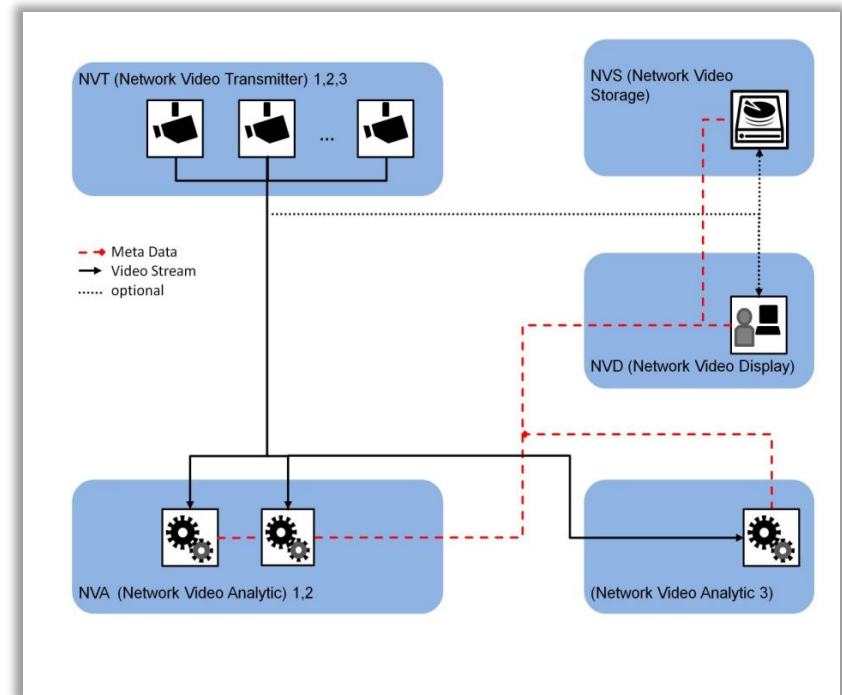 NVT (Network Video Transmitter) 1,2,3
...
NVS (Network Video
Storage)
Meta Data
Video Stream
optional
NVD (Network Video Display)
NVA (Network Video Analytic) 1,2
(Network Video Analytic 3)